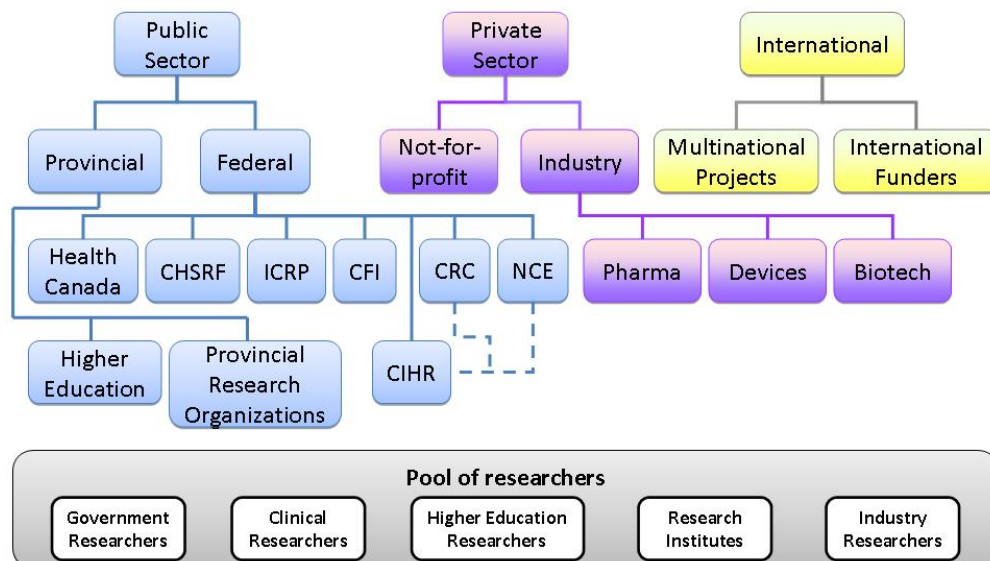 Public
Sector
Private
Sector
International
Provincial
Federal
Not-for-
profit
Industry
Multinational
Projects
International
Funders
Health
Canada
CHSRF
ICRP
CFI
CRC
NCE
Pharma
Devices
Biotech
Higher
Education
Provincial
Research
Organizations
CIHR
Pool of researchers
Government
Researchers
Clinical
Researchers
Higher Education
Researchers
Research
Institutes
Industry
Researchers